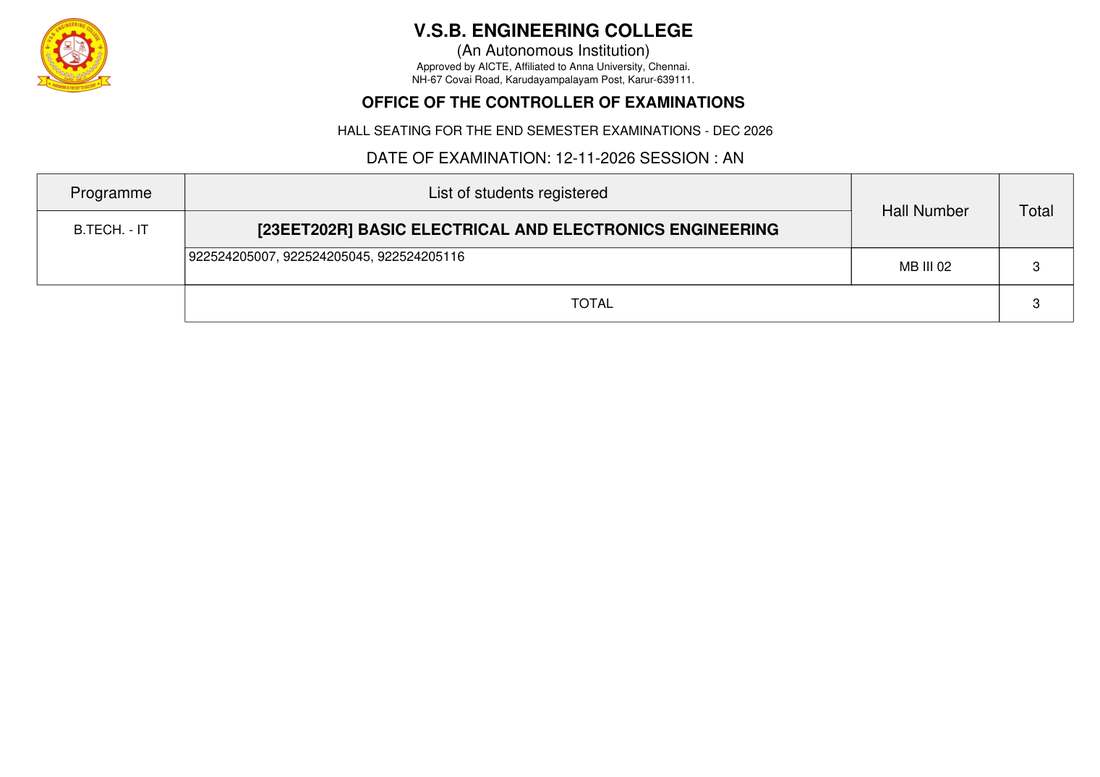 V.S.B. ENGINEERING COLLEGE
(An Autonomous Institution)
Approved by AICTE, Affiliated to Anna University, Chennai.
NH-67 Covai Road, Karudayampalayam Post, Karur-639111.
OFFICE OF THE CONTROLLER OF EXAMINATIONS
HALL SEATING FOR THE END SEMESTER EXAMINATIONS - DEC 2026
DATE OF EXAMINATION: 12-11-2026 SESSION : AN
Programme List of students registered Hall Number Total
B.TECH. - IT [23EET202R] BASIC ELECTRICAL AND ELECTRONICS ENGINEERING
922524205007, 922524205045, 922524205116 MB III 02 3
TOTAL 3